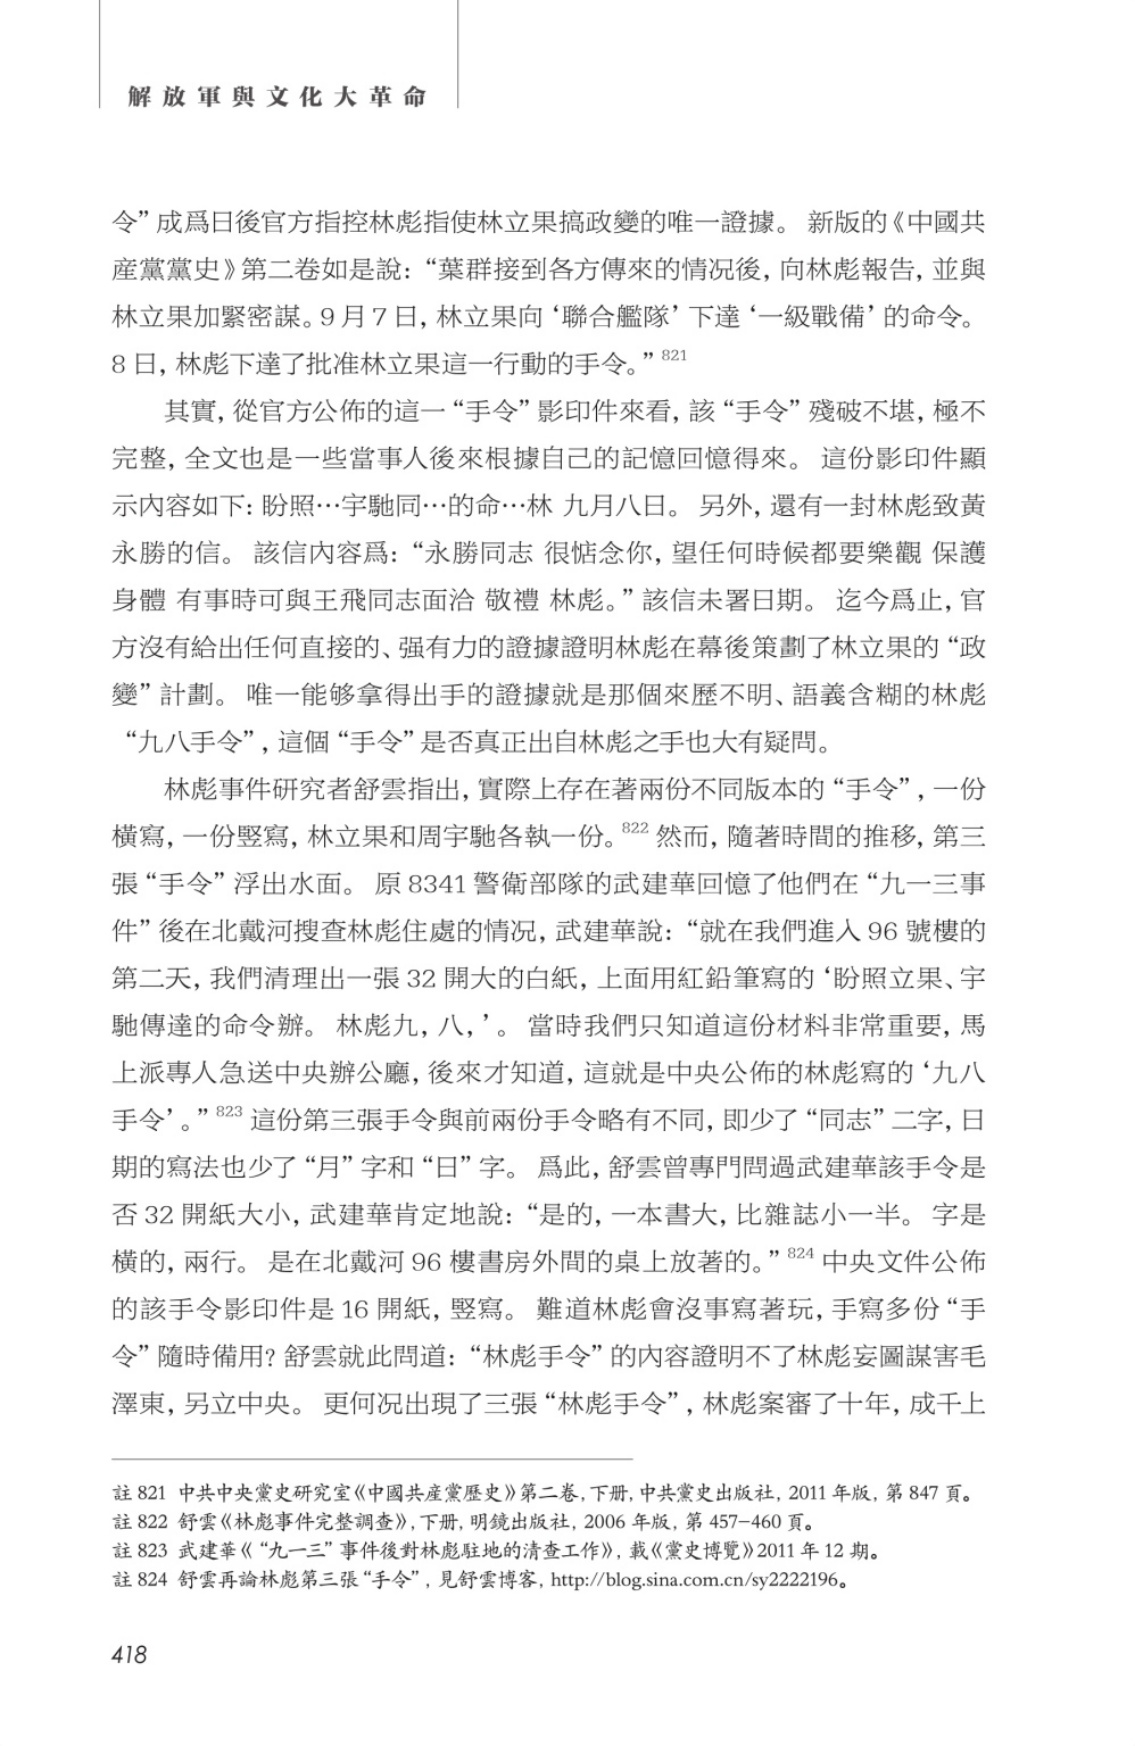 解放軍與文化大革命
令”成爲日後官方指控林彪指使林立果搞政變的唯一證據。 新版的《中國共
産黨黨史》第二卷如是說：“葉群接到各方傳來的情況後，向林彪報告，並與
林立果加緊密謀。9 月 7 日，林立果向‘聯合艦隊’下達‘一級戰備’的命令。
8 日，林彪下達了批准林立果這一行動的手令。”821
其實，從官方公佈的這一“手令”影印件來看，該“手令”殘破不堪，極不
完整，全文也是一些當事人後來根據自己的記憶回憶得來。 這份影印件顯
示內容如下：盼照…宇馳同…的命…林 九月八日。 另外，還有一封林彪致黃
永勝的信。 該信內容爲：“永勝同志 很惦念你，望任何時候都要樂觀 保護
身體 有事時可與王飛同志面洽 敬禮 林彪。”該信未署日期。 迄今爲止，官
方沒有給出任何直接的、强有力的證據證明林彪在幕後策劃了林立果的“政
變”計劃。 唯一能够拿得出手的證據就是那個來歷不明、語義含糊的林彪
“九八手令”，這個“手令”是否真正出自林彪之手也大有疑問。
林彪事件研究者舒雲指出，實際上存在著兩份不同版本的“手令”，一份
橫寫，一份竪寫，林立果和周宇馳各執一份。822 然而，隨著時間的推移，第三
張“手令”浮出水面。 原 8341 警衛部隊的武建華回憶了他們在“九一三事
件”後在北戴河搜查林彪住處的情況，武建華說：“就在我們進入 96 號樓的
第二天，我們清理出一張 32 開大的白紙，上面用紅鉛筆寫的‘盼照立果、宇
馳傳達的命令辦。 林彪九，八，’。 當時我們只知道這份材料非常重要，馬
上派專人急送中央辦公廳，後來才知道，這就是中央公佈的林彪寫的‘九八
手令’。”823 這份第三張手令與前兩份手令略有不同，即少了“同志”二字，日
期的寫法也少了“月”字和“日”字。 爲此，舒雲曾專門問過武建華該手令是
否 32 開紙大小，武建華肯定地說：“是的，一本書大，比雜誌小一半。 字是
橫的，兩行。 是在北戴河 96 樓書房外間的桌上放著的。”824 中央文件公佈
的該手令影印件是 16 開紙，竪寫。 難道林彪會沒事寫著玩，手寫多份“手
令”隨時備用？舒雲就此問道：“林彪手令”的內容證明不了林彪妄圖謀害毛
澤東，另立中央。 更何況出現了三張“林彪手令”，林彪案審了十年，成千上
註 821 中共中央黨史研究室《中國共産黨歷史》第二卷，下册，中共黨史出版社，2011 年版，第 847 頁。
註 822 舒雲《林彪事件完整調查》，下册，明鏡出版社，2006 年版，第 457–460 頁。
註 823 武建華《“九一三”事件後對林彪駐地的清查工作》，載《黨史博覽》2011 年 12 期。
註 824 舒雲再論林彪第三張“手令”，見舒雲博客，http://blog.sina.com.cn/sy2222196。
418